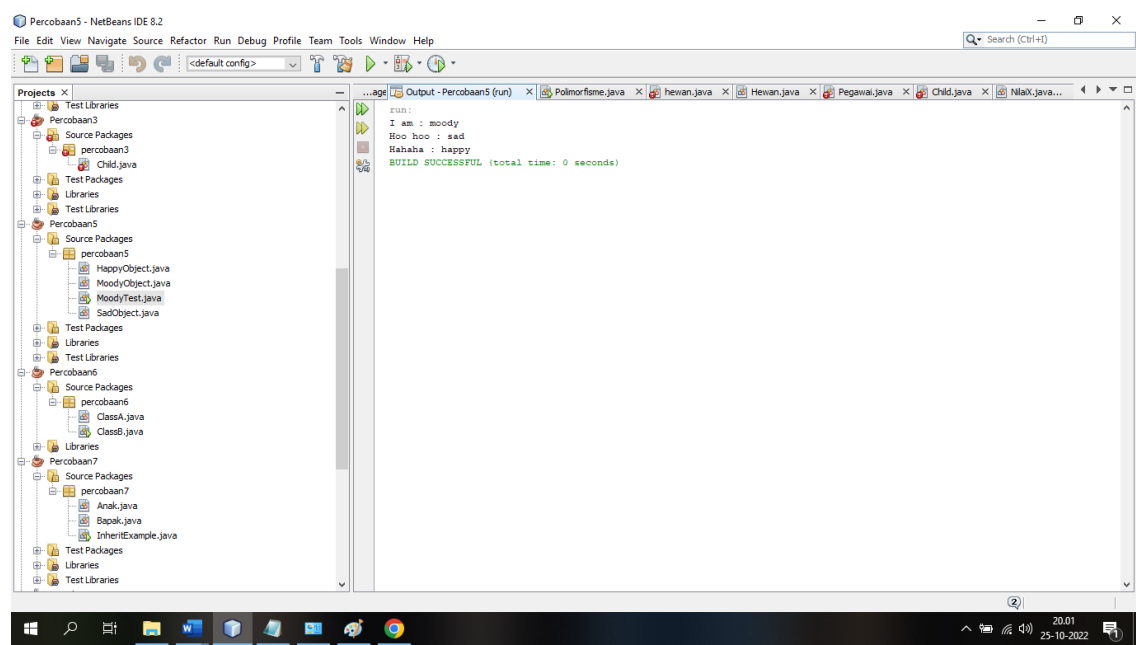 Percobaan5 - NetBeans IDE 8.2
File Edit View Navigate Source Refactor Run Debug Profile Team Tools Window Help
Search (Ctrl+I)
<default config>
Projects
...age Output - Percobaan5 (run) Polimorfisme.java hewan.java Hewan.java Pegawai.java Child.java NilaiX.java...
Test Libraries
Percobaan3
Source Packages
percobaan3
Child.java
Test Packages
Libraries
Test Libraries
Percobaan5
Source Packages
percobaan5
HappyObject.java
MoodyObject.java
MoodyTest.java
SadObject.java
Test Packages
Libraries
Test Libraries
Percobaan6
Source Packages
percobaan6
ClassA.java
ClassB.java
Libraries
Percobaan7
Source Packages
percobaan7
Anak.java
Bapak.java
InheritExample.java
Test Packages
Libraries
Test Libraries
run:
I am : moody
Hoo hoo : sad
Hahaha : happy
BUILD SUCCESSFUL (total time: 0 seconds)
2
20.01
25-10-2022
1